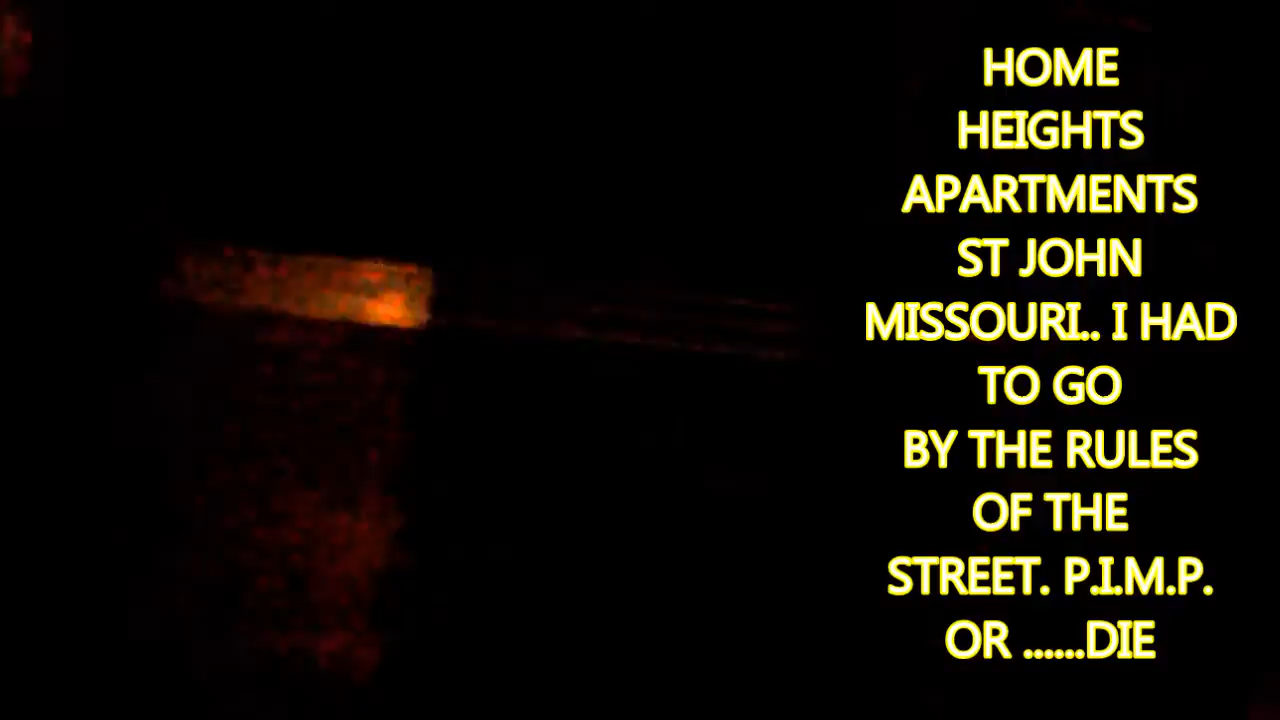 HOME
HEIGHTS
APARTMENTS
ST JOHN
MISSOURI.. I HAD
TO GO
BY THE RULES
OF THE
STREET. P.I.M.P.
OR ......DIE